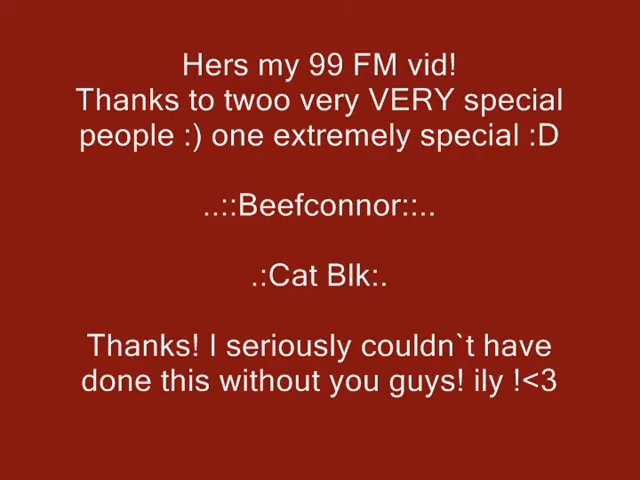 Hers my 99 FM vid!
Thanks to twoo very VERY special
people :) one extremely special :D
..::Beefconnor::..
.:Cat Blk:.
Thanks! I seriously couldn`t have
done this without you guys! ily !<3